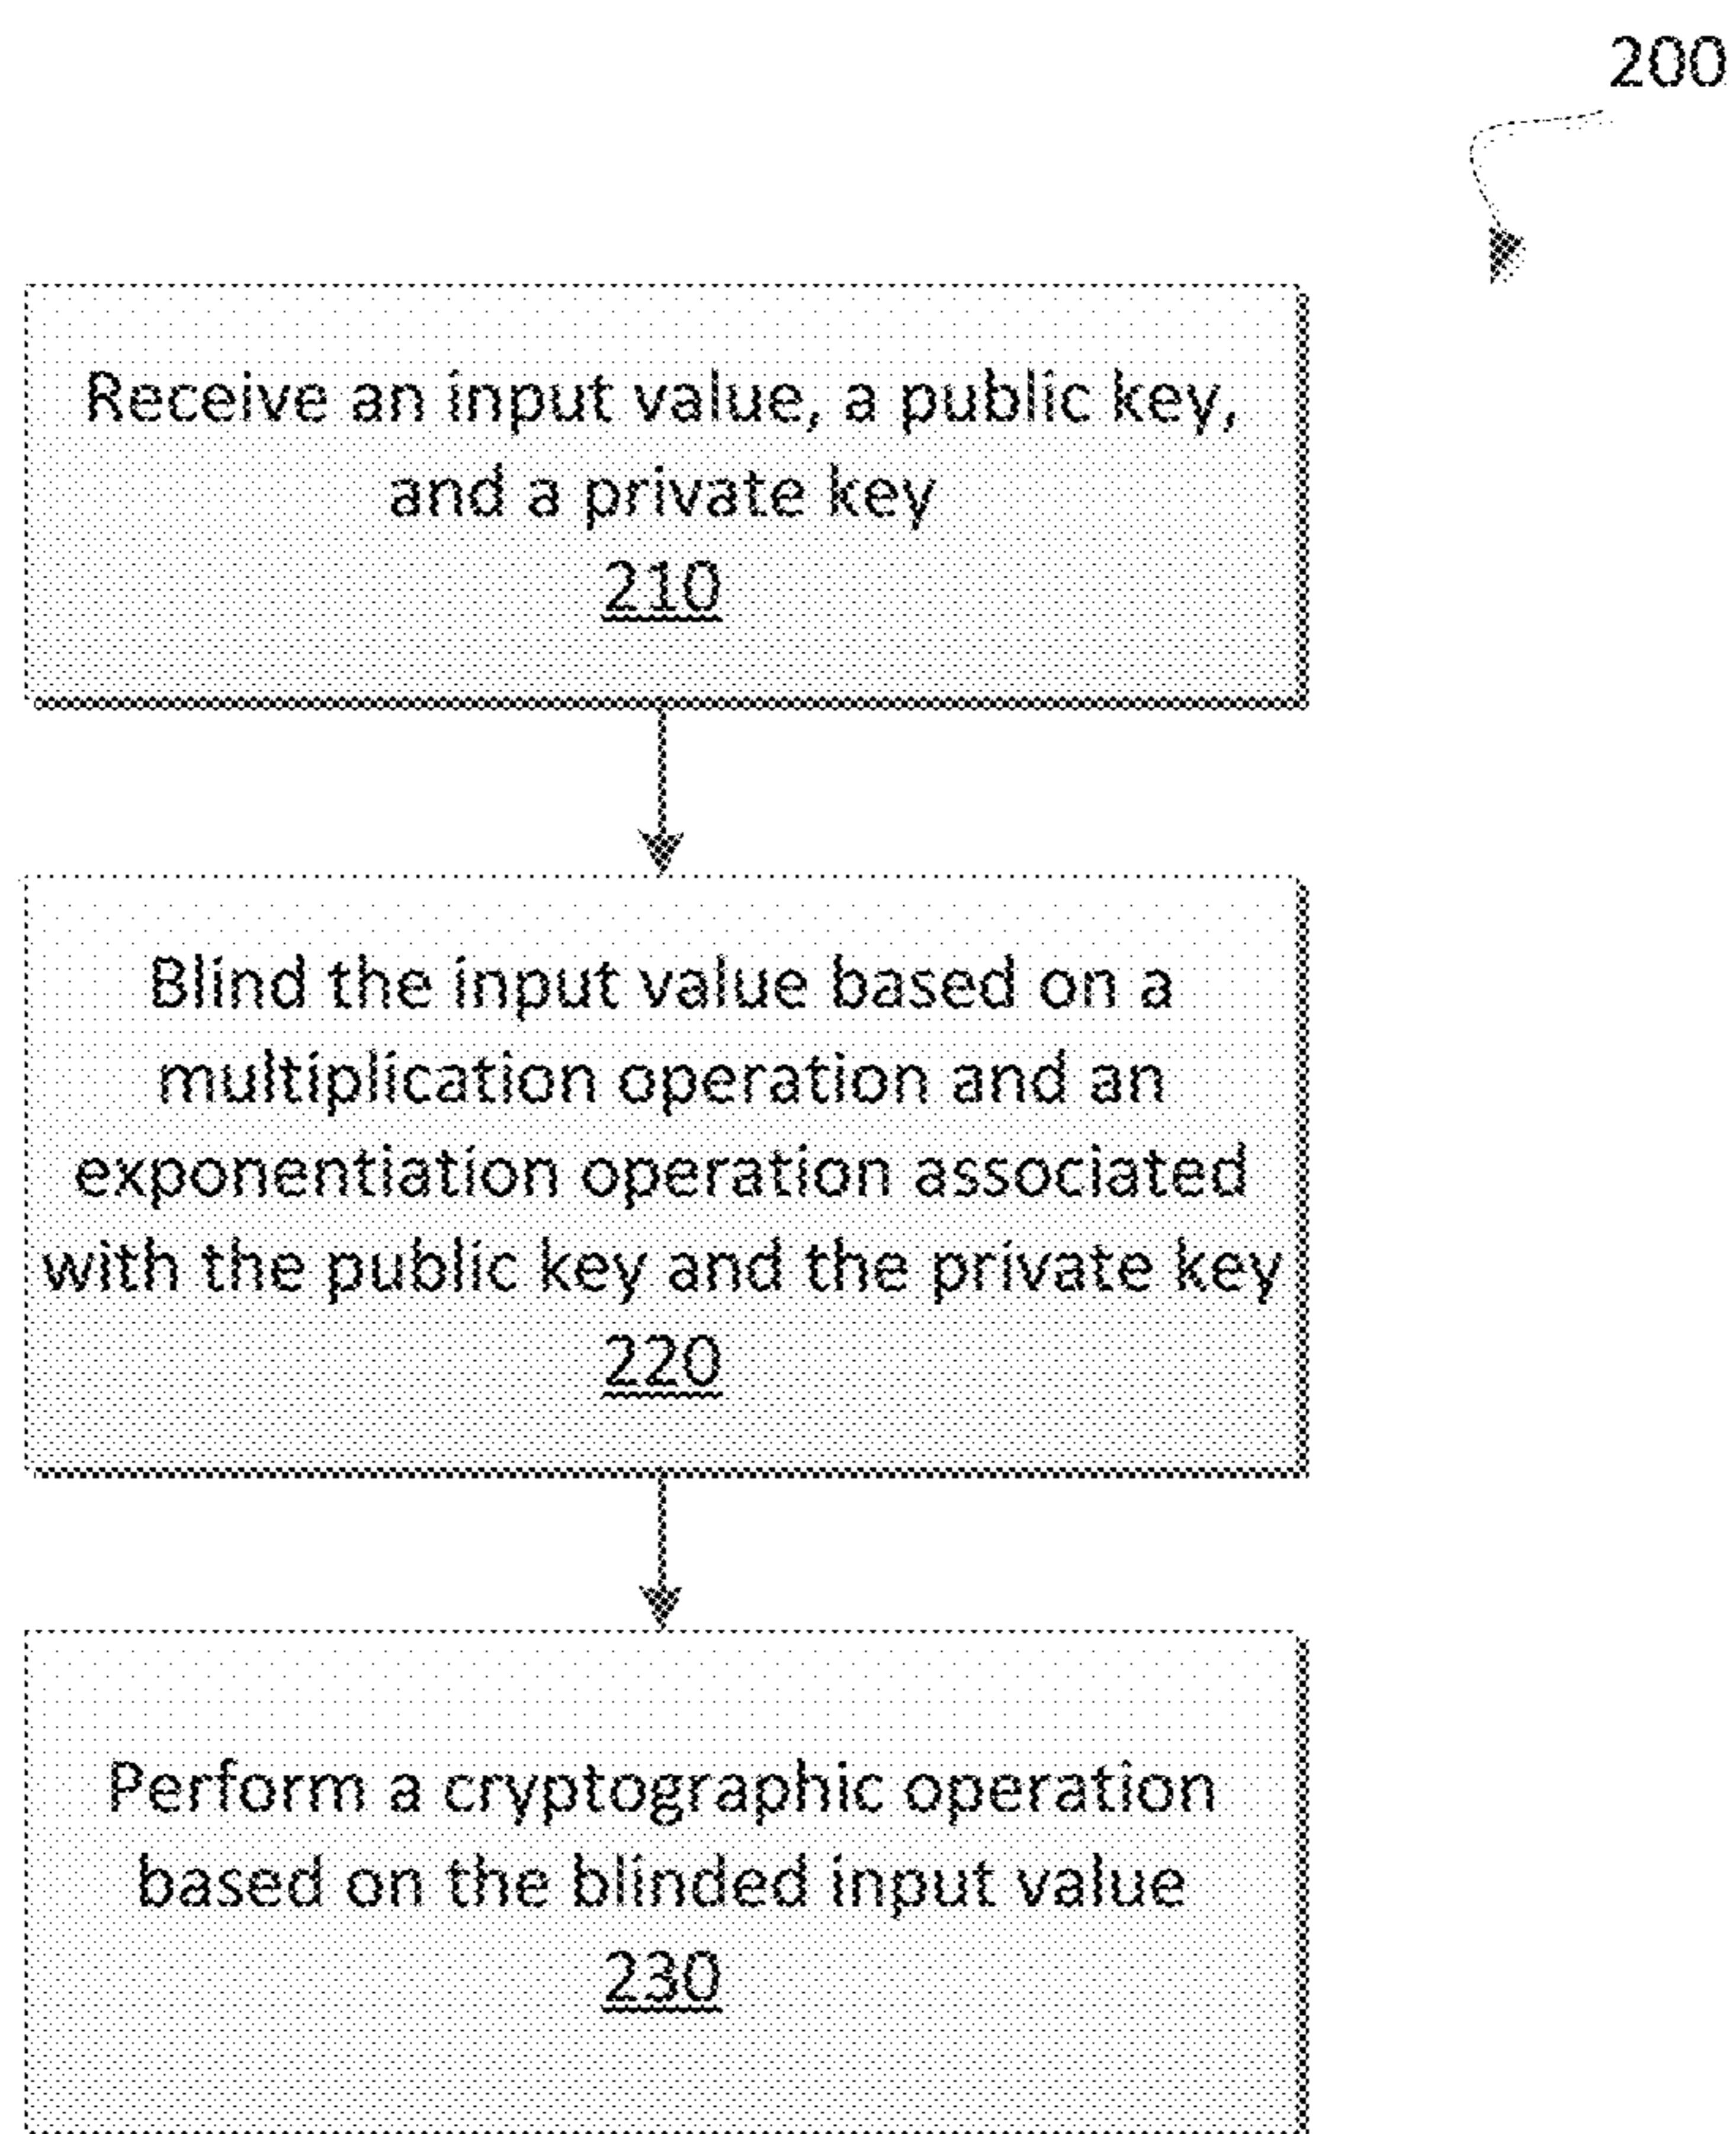 200
Receive an input value, a public key,
and a private key
210
Blind the input value based on a
multiplication operation and an
exponentiation operation associated
with the public key and the private key
220
Perform a cryptographic operation
based on the blinded input value
230